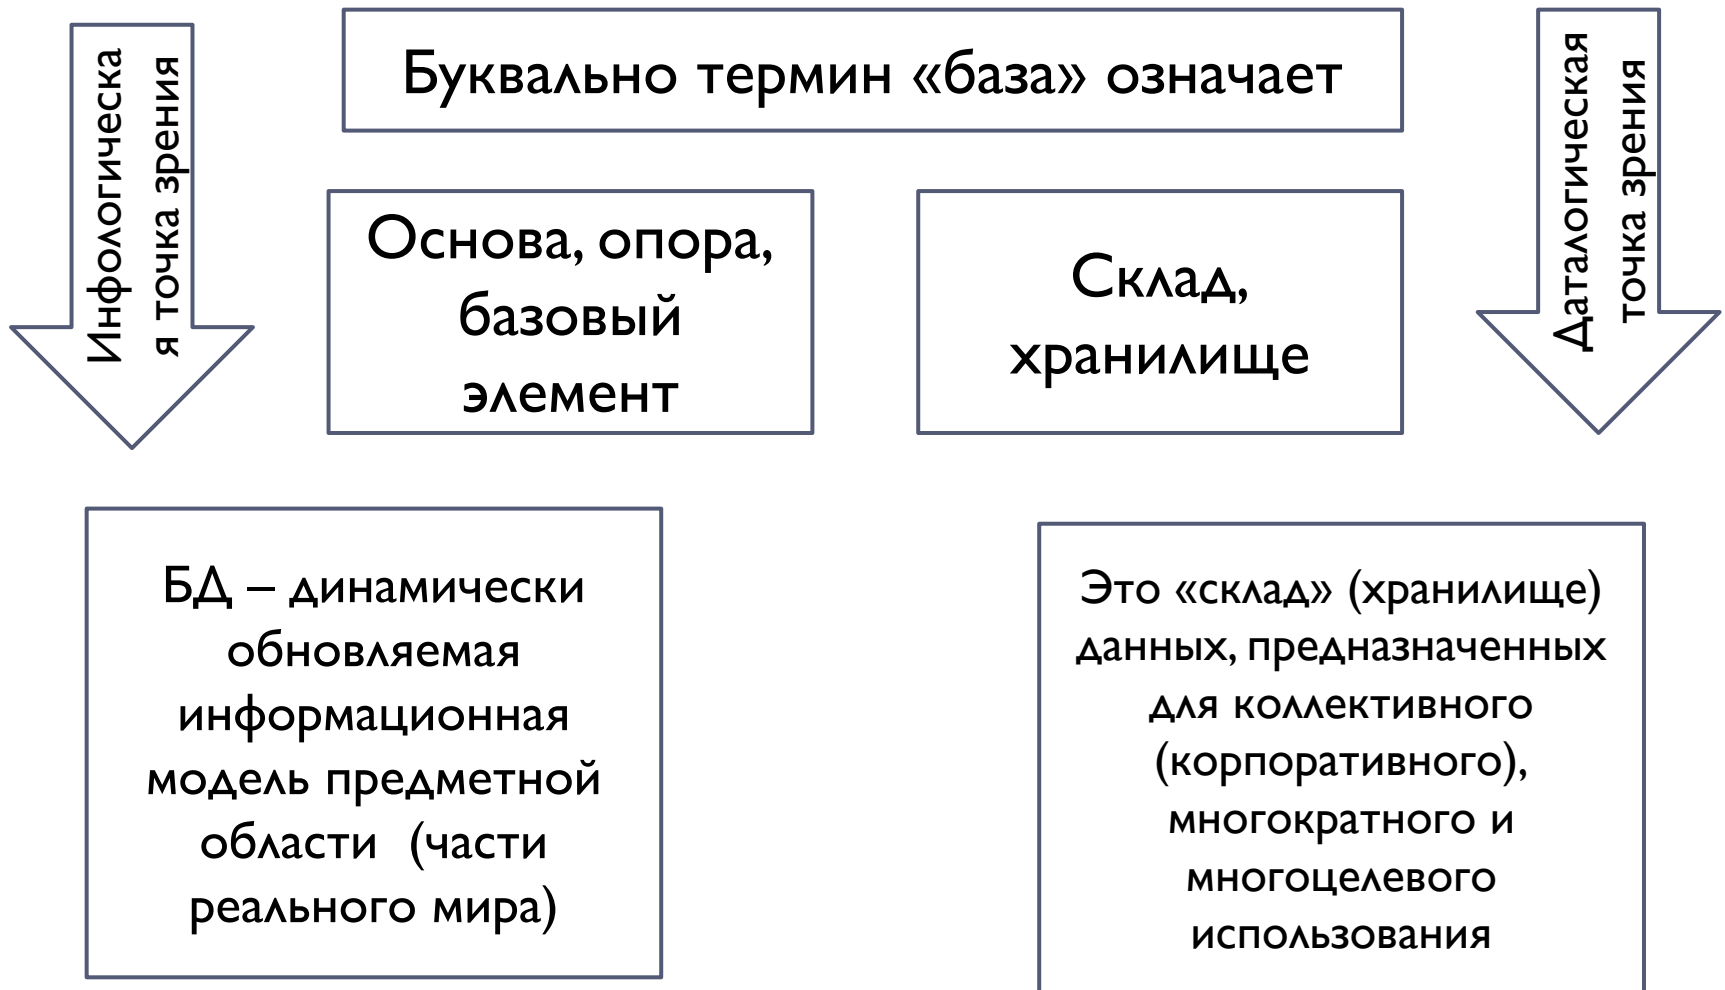 Буквально термин «база» означает
Инфологическа
я точка зрения
Основа, опора,
базовый
элемент
Склад,
хранилище
Даталогическая
точка зрения
БД – динамически
обновляемая
информационная
модель предметной
области (части
реального мира)
Это «склад» (хранилище)
данных, предназначенных
для коллективного
(корпоративного),
многократного и
многоцелевого
использования